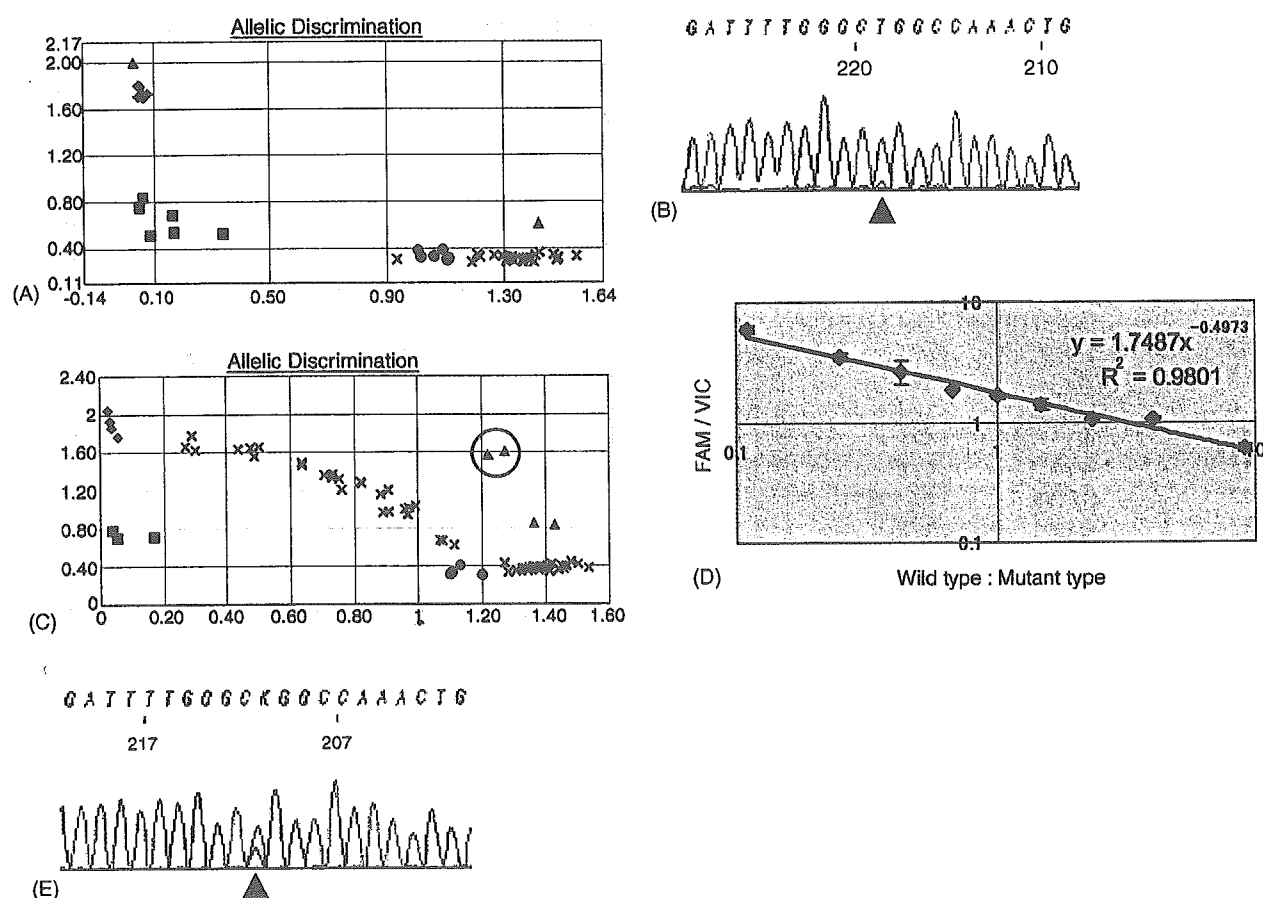 Allelic Discrimination
2.17
2.00
1.60
1.20
0.80
0.40
0.11
-0.14 0.10 0.50 0.90 1.30 1.64
(A)
G A T T T T G G G C T G G C C A A A C T G
220 210
(B)
Allelic Discrimination
2.40
2
1.60
1.20
0.80
0.40
0
0 0.20 0.40 0.60 0.80 1 1.20 1.40 1.60
(C)
10
y = 1.7487x^-0.4973
R² = 0.9801
FAM / VIC
1
0.1 1
0.1
Wild type : Mutant type
(D)
G A T T T T G G G C K G G C C A A A C T G
217 207
(E)